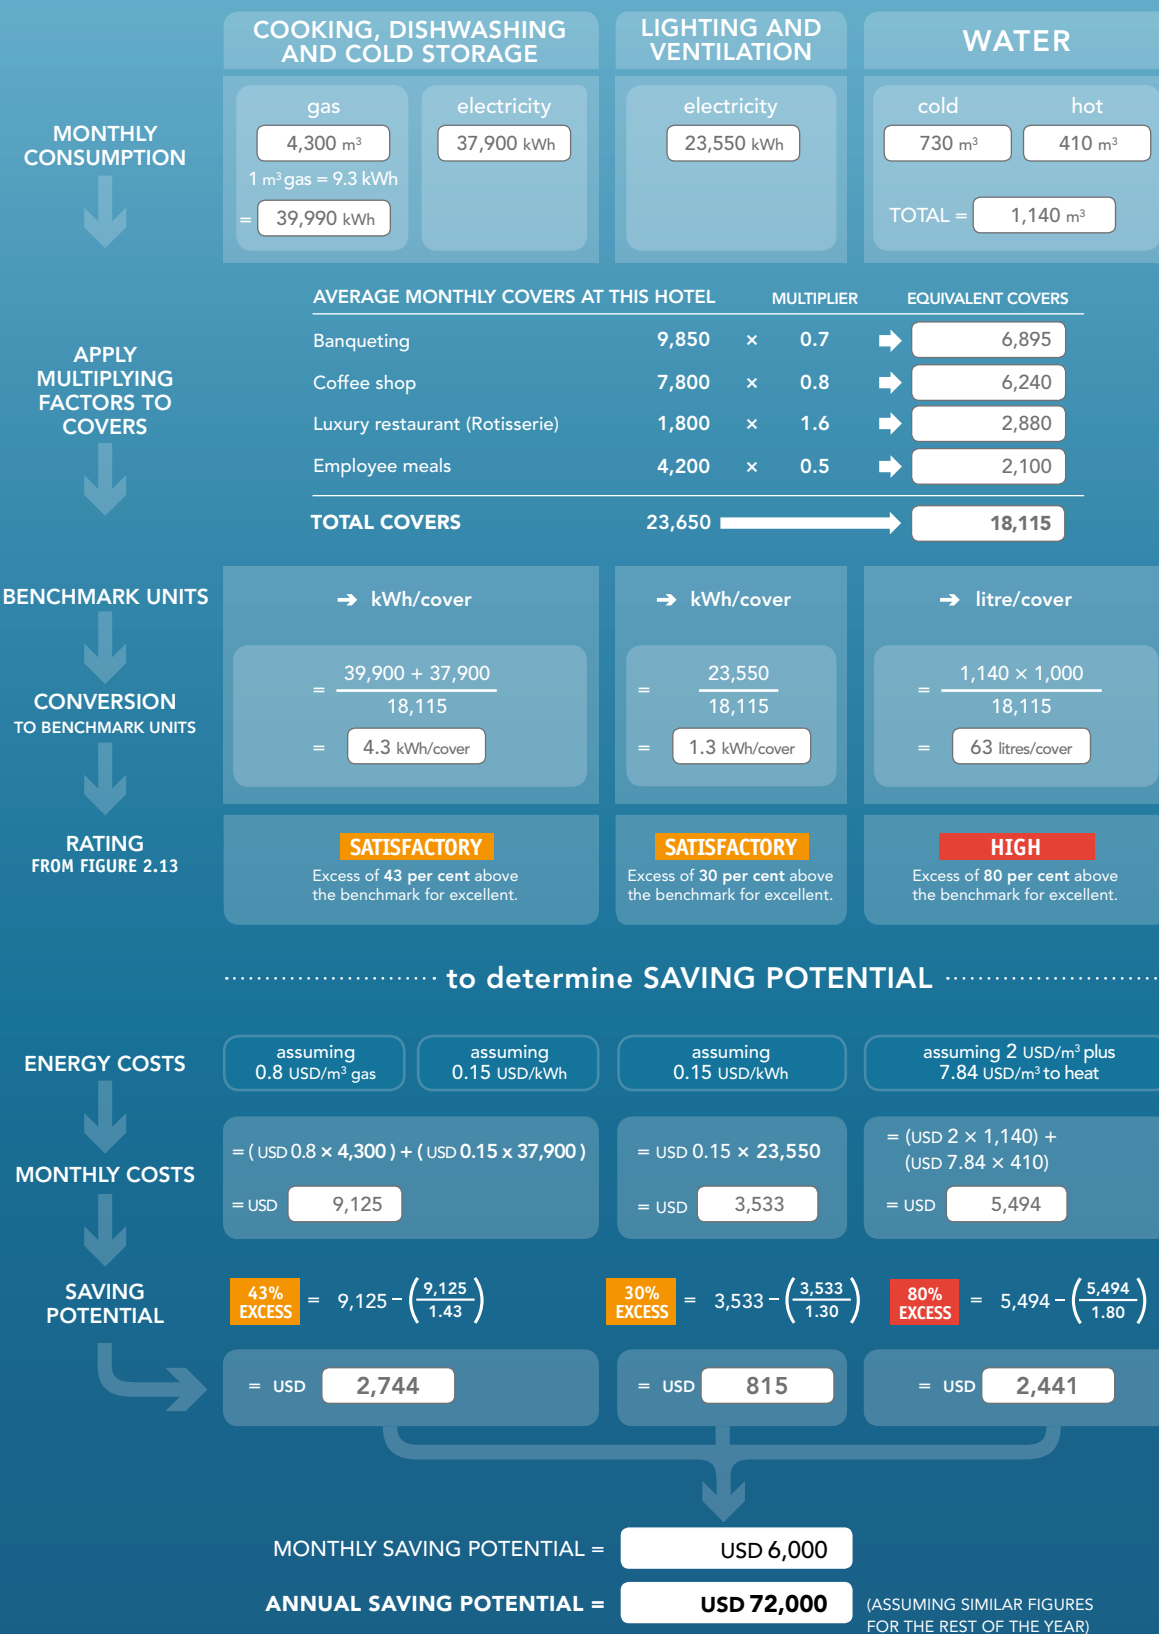 COOKING, DISHWASHING
AND COLD STORAGE
LIGHTING AND
VENTILATION
WATER
MONTHLY
CONSUMPTION
gas
4,300 m³
1 m³ gas = 9.3 kWh
= 39,990 kWh
electricity
37,900 kWh
electricity
23,550 kWh
cold hot
730 m³ 410 m³
TOTAL = 1,140 m³
APPLY
MULTIPLYING
FACTORS TO
COVERS
AVERAGE MONTHLY COVERS AT THIS HOTEL MULTIPLIER EQUIVALENT COVERS
Banqueting 9,850 × 0.7 6,895
Coffee shop 7,800 × 0.8 6,240
Luxury restaurant (Rotisserie) 1,800 × 1.6 2,880
Employee meals 4,200 × 0.5 2,100
TOTAL COVERS 23,650 18,115
BENCHMARK UNITS
➔ kWh/cover
➔ kWh/cover
➔ litre/cover
CONVERSION
TO BENCHMARK UNITS
= 39,900 + 37,900
18,115
= 4.3 kWh/cover
= 23,550
18,115
= 1.3 kWh/cover
= 1,140 × 1,000
18,115
= 63 litres/cover
RATING
FROM FIGURE 2.13
SATISFACTORY
Excess of 43 per cent above
the benchmark for excellent.
SATISFACTORY
Excess of 30 per cent above
the benchmark for excellent.
HIGH
Excess of 80 per cent above
the benchmark for excellent.
to determine SAVING POTENTIAL
ENERGY COSTS
assuming
0.8 USD/m³ gas
assuming
0.15 USD/kWh
assuming
0.15 USD/kWh
assuming 2 USD/m³ plus
7.84 USD/m³ to heat
MONTHLY COSTS
= ( USD 0.8 × 4,300 ) + ( USD 0.15 x 37,900 )
= USD 9,125
= USD 0.15 × 23,550
= USD 3,533
= (USD 2 × 1,140) +
(USD 7.84 × 410)
= USD 5,494
SAVING
POTENTIAL
43%
EXCESS
= 9,125 – (9,125
1.43)
30%
EXCESS
= 3,533 – (3,533
1.30)
80%
EXCESS
= 5,494 – (5,494
1.80)
= USD 2,744
= USD 815
= USD 2,441
MONTHLY SAVING POTENTIAL = USD 6,000
ANNUAL SAVING POTENTIAL = USD 72,000
(ASSUMING SIMILAR FIGURES
FOR THE REST OF THE YEAR)